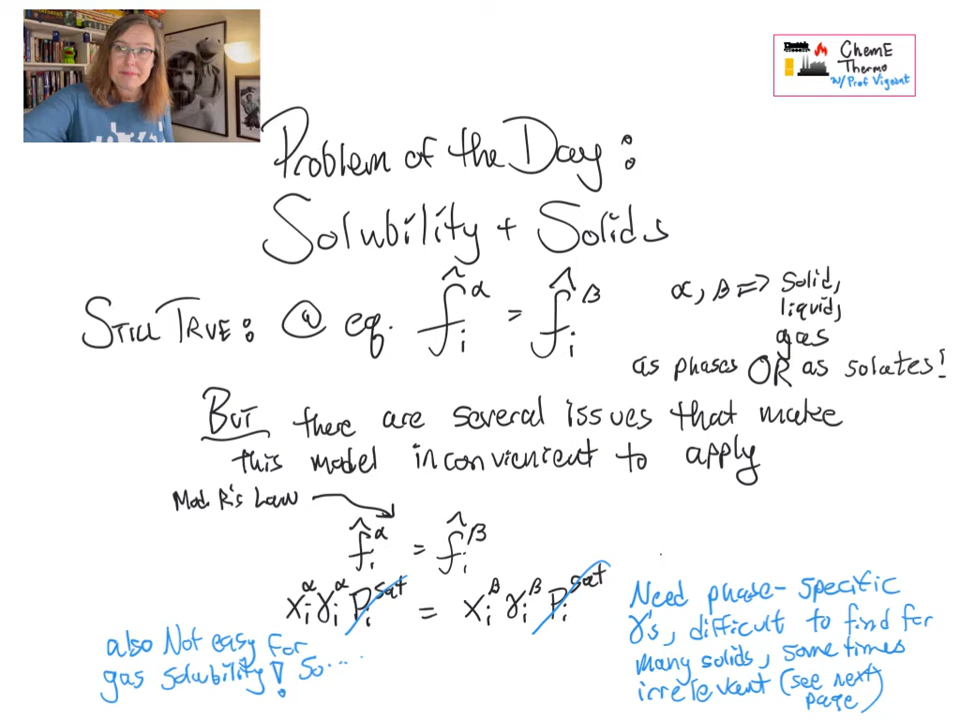 ChemE
Thermo
w/Prof Vigeant
Problem of the Day:
Solubility + Solids
STILL TRUE: @ eq. f̂ᵢ^α = f̂ᵢ^β
α, β => solid,
liquid,
gas
as phases OR as solutes!
BUT there are several issues that make
this model inconvienient to apply
Mod. R's Law
f̂ᵢ^α = f̂ᵢ^β
xᵢ^α γᵢ^α Pᵢ^sat = xᵢ^β γᵢ^β Pᵢ^sat
also Not easy for
gas solubility! So....
Need phase-specific
γ's, difficult to find for
many solids, sometimes
irrelevant (see next
page)